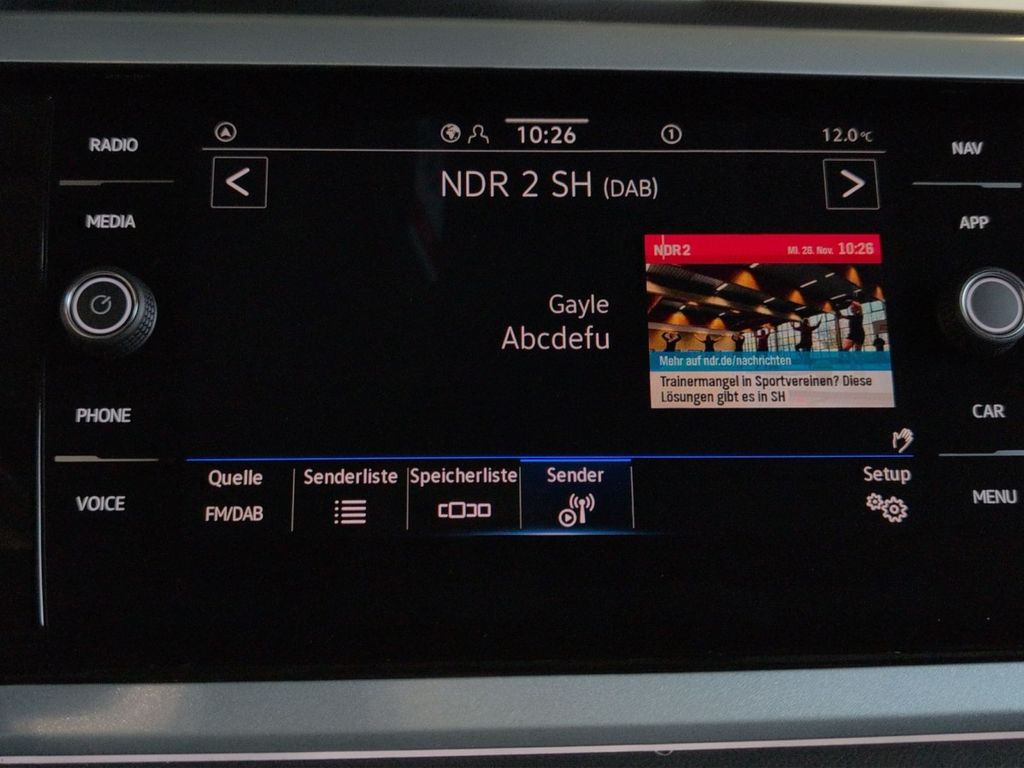 RADIO
MEDIA
PHONE
VOICE
10:26
1
12.0°C
<
NDR 2 SH (DAB)
>
Gayle
Abcdefu
NDR 2 Mi. 26. Nov. 10:26
Mehr auf ndr.de/nachrichten
Trainermangel in Sportvereinen? Diese
Lösungen gibt es in SH
Quelle
FM/DAB
Senderliste
Speicherliste
Sender
Setup
NAV
APP
CAR
MENU